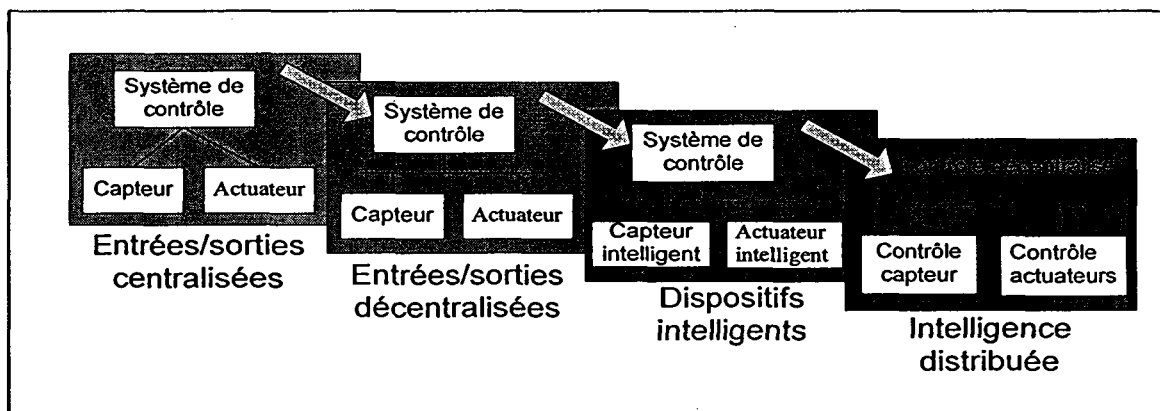 Système de
contrôle
Capteur
Actuateur
Entrées/sorties
centralisées
Système de
contrôle
Capteur
Actuateur
Entrées/sorties
décentralisées
Système de
contrôle
Capteur
intelligent
Actuateur
intelligent
Dispositifs
intelligents
Contrôle
capteur
Contrôle
actuateurs
Intelligence
distribuée